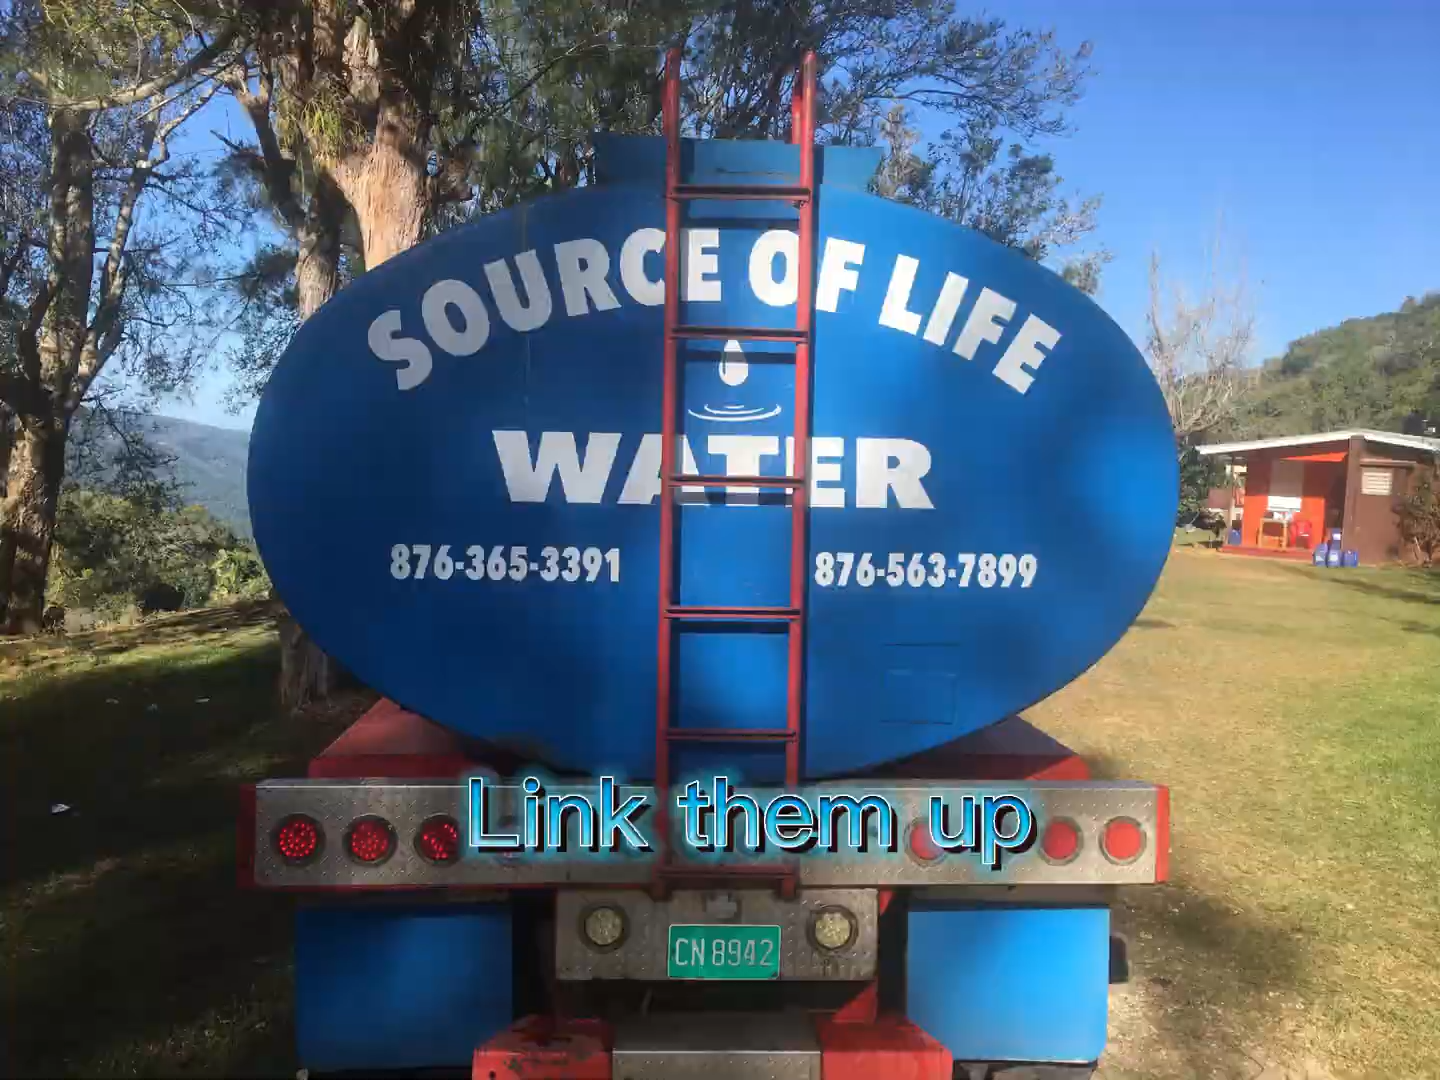 SOURCE OF LIFE
WATER
876-365-3391
876-563-7899
Link them up
CN 8942